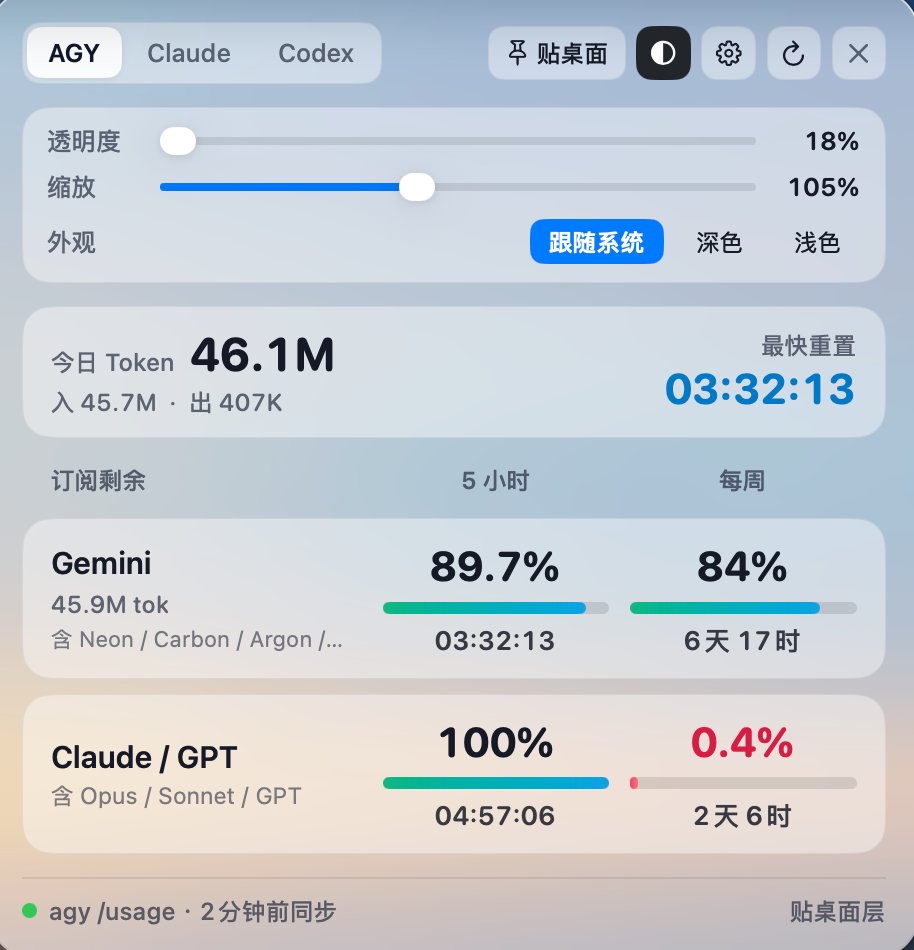 AGY Claude Codex 贴桌面
透明度 18%
缩放 105%
外观 跟随系统 深色 浅色
今日 Token 46.1M 最快重置
入 45.7M · 出 407K 03:32:13
订阅剩余 5 小时 每周
Gemini 89.7% 84%
45.9M tok
含 Neon / Carbon / Argon /... 03:32:13 6天 17时
Claude / GPT 100% 0.4%
含 Opus / Sonnet / GPT 04:57:06 2天 6时
agy /usage · 2分钟前同步 贴桌面层